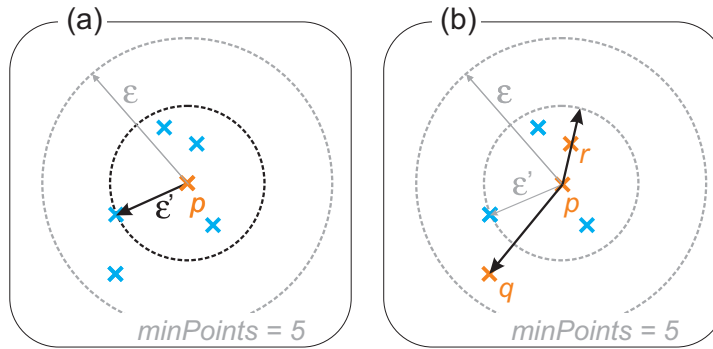 (a)
ε
ε'
p
minPoints = 5
(b)
ε
r
ε'
p
q
minPoints = 5